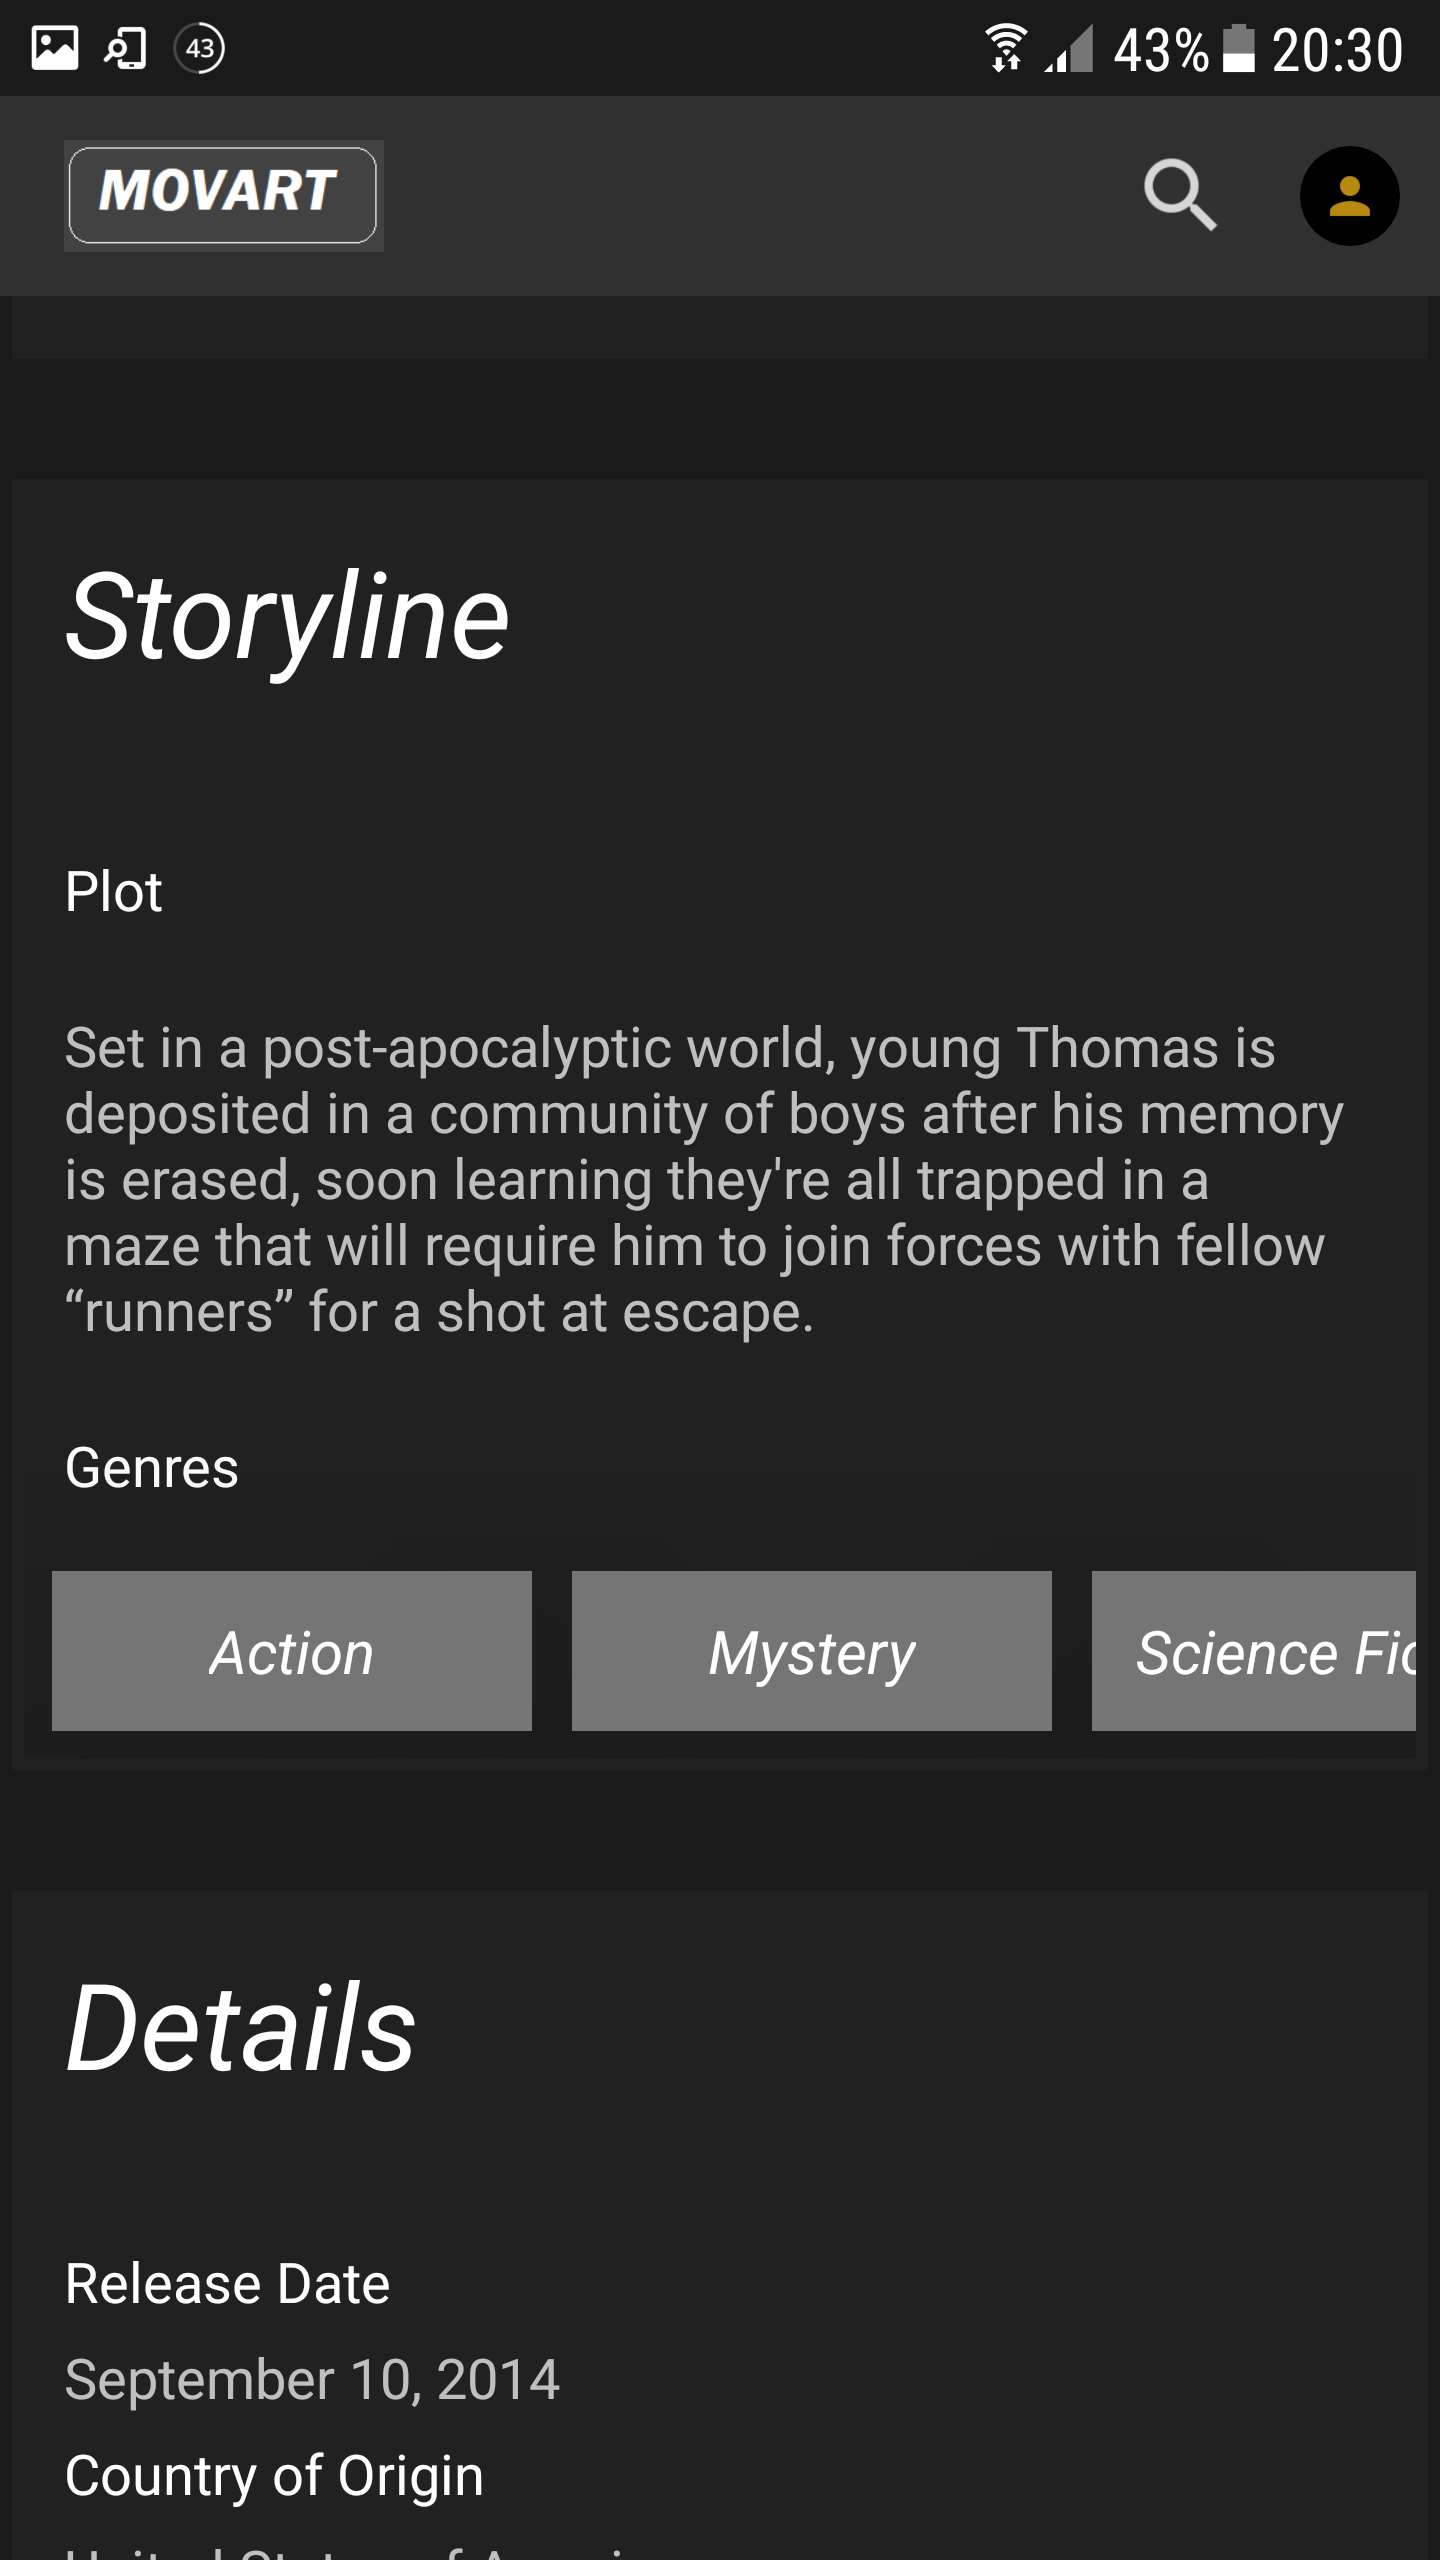 43 43% 20:30
MOVART
Storyline
Plot
Set in a post-apocalyptic world, young Thomas is
deposited in a community of boys after his memory
is erased, soon learning they're all trapped in a
maze that will require him to join forces with fellow
“runners” for a shot at escape.
Genres
Action Mystery Science Fic
Details
Release Date
September 10, 2014
Country of Origin